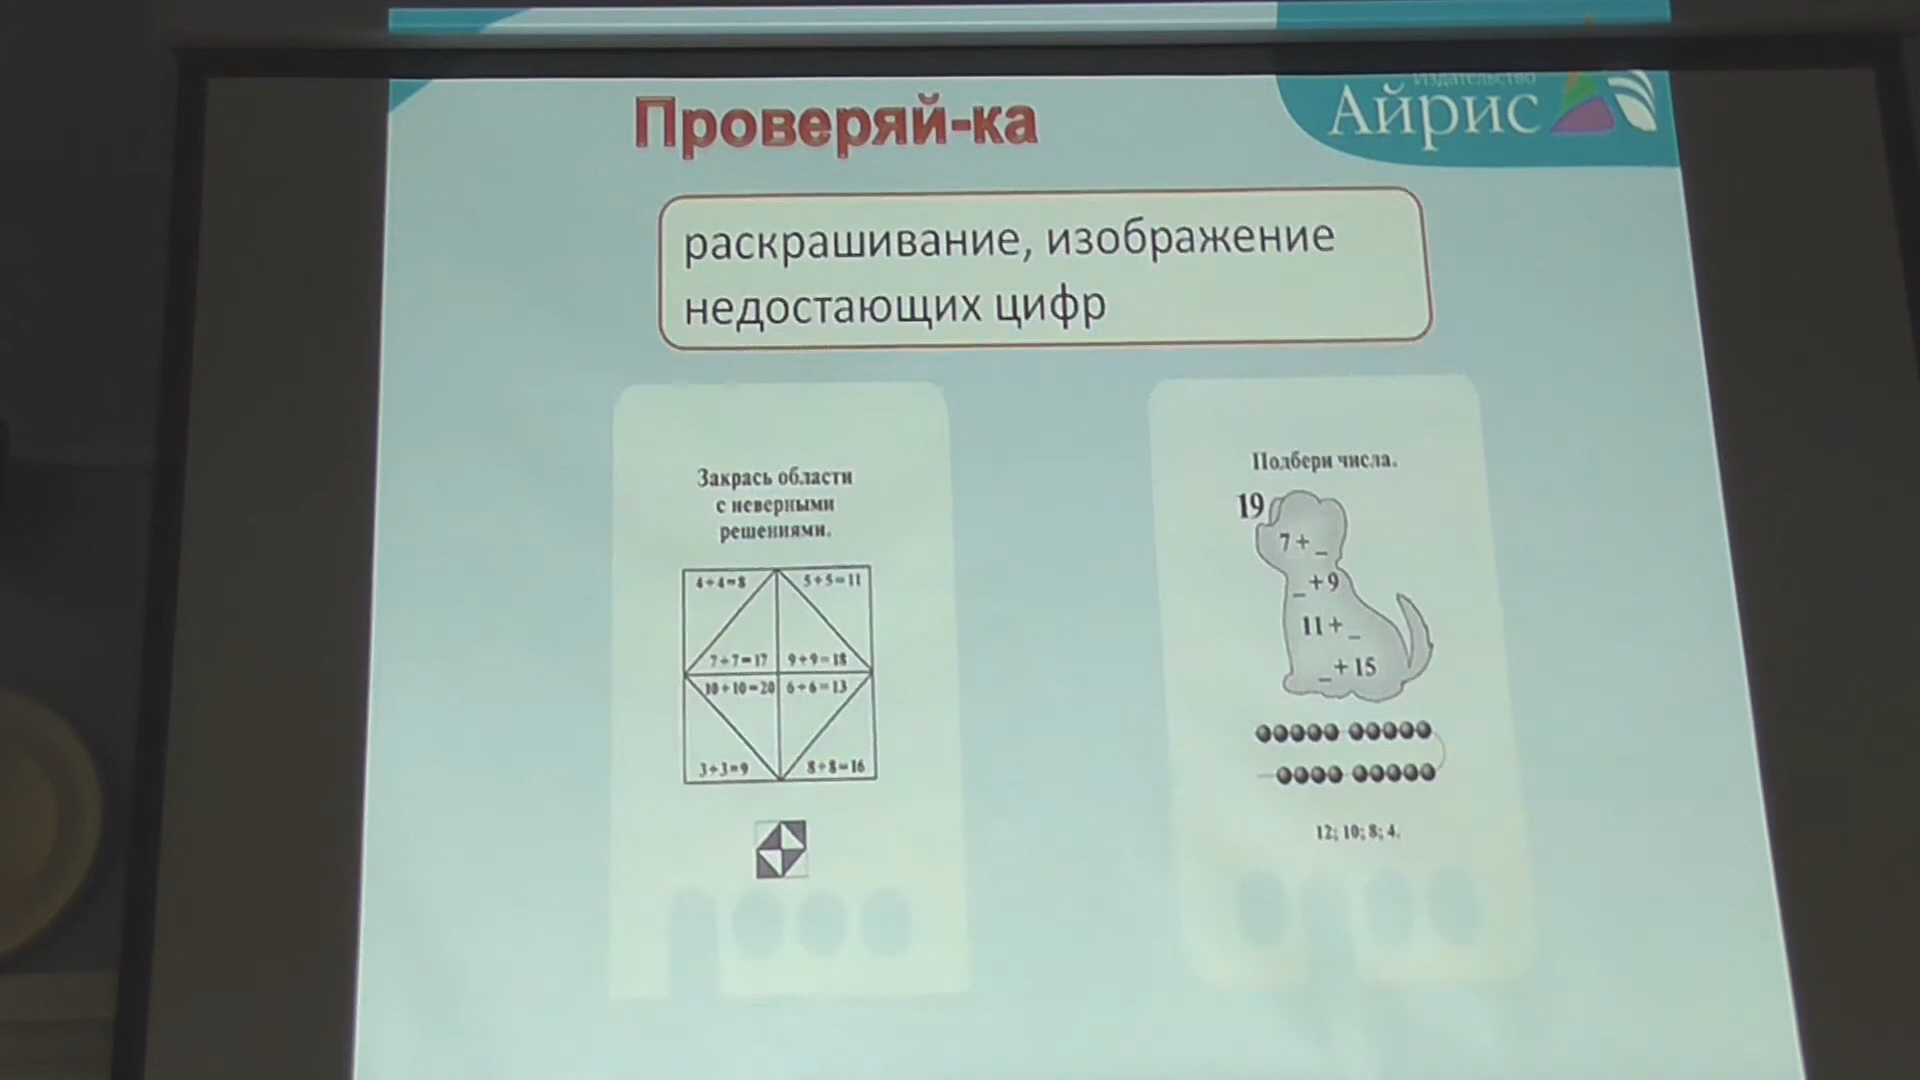 Издательство
Айрис
Проверяй-ка
раскрашивание, изображение
недостающих цифр
Закрась области
с неверными
решениями.
4+4=8
5+5=11
7+7=17
9+9=18
10+10=20
6+6=13
3+3=9
8+8=16
Подбери числа.
19
7 + _
_ + 9
11 + _
_ + 15
12; 10; 8; 4.